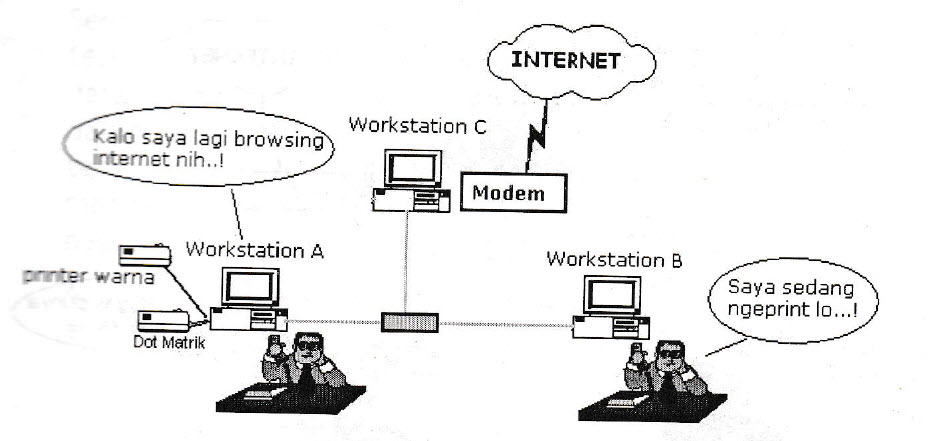 INTERNET
Workstation C
Kalo saya lagi browsing
internet nih..!
Modem
Workstation A
printer warna
Workstation B
Saya sedang
ngeprint lo...!
Dot Matrik